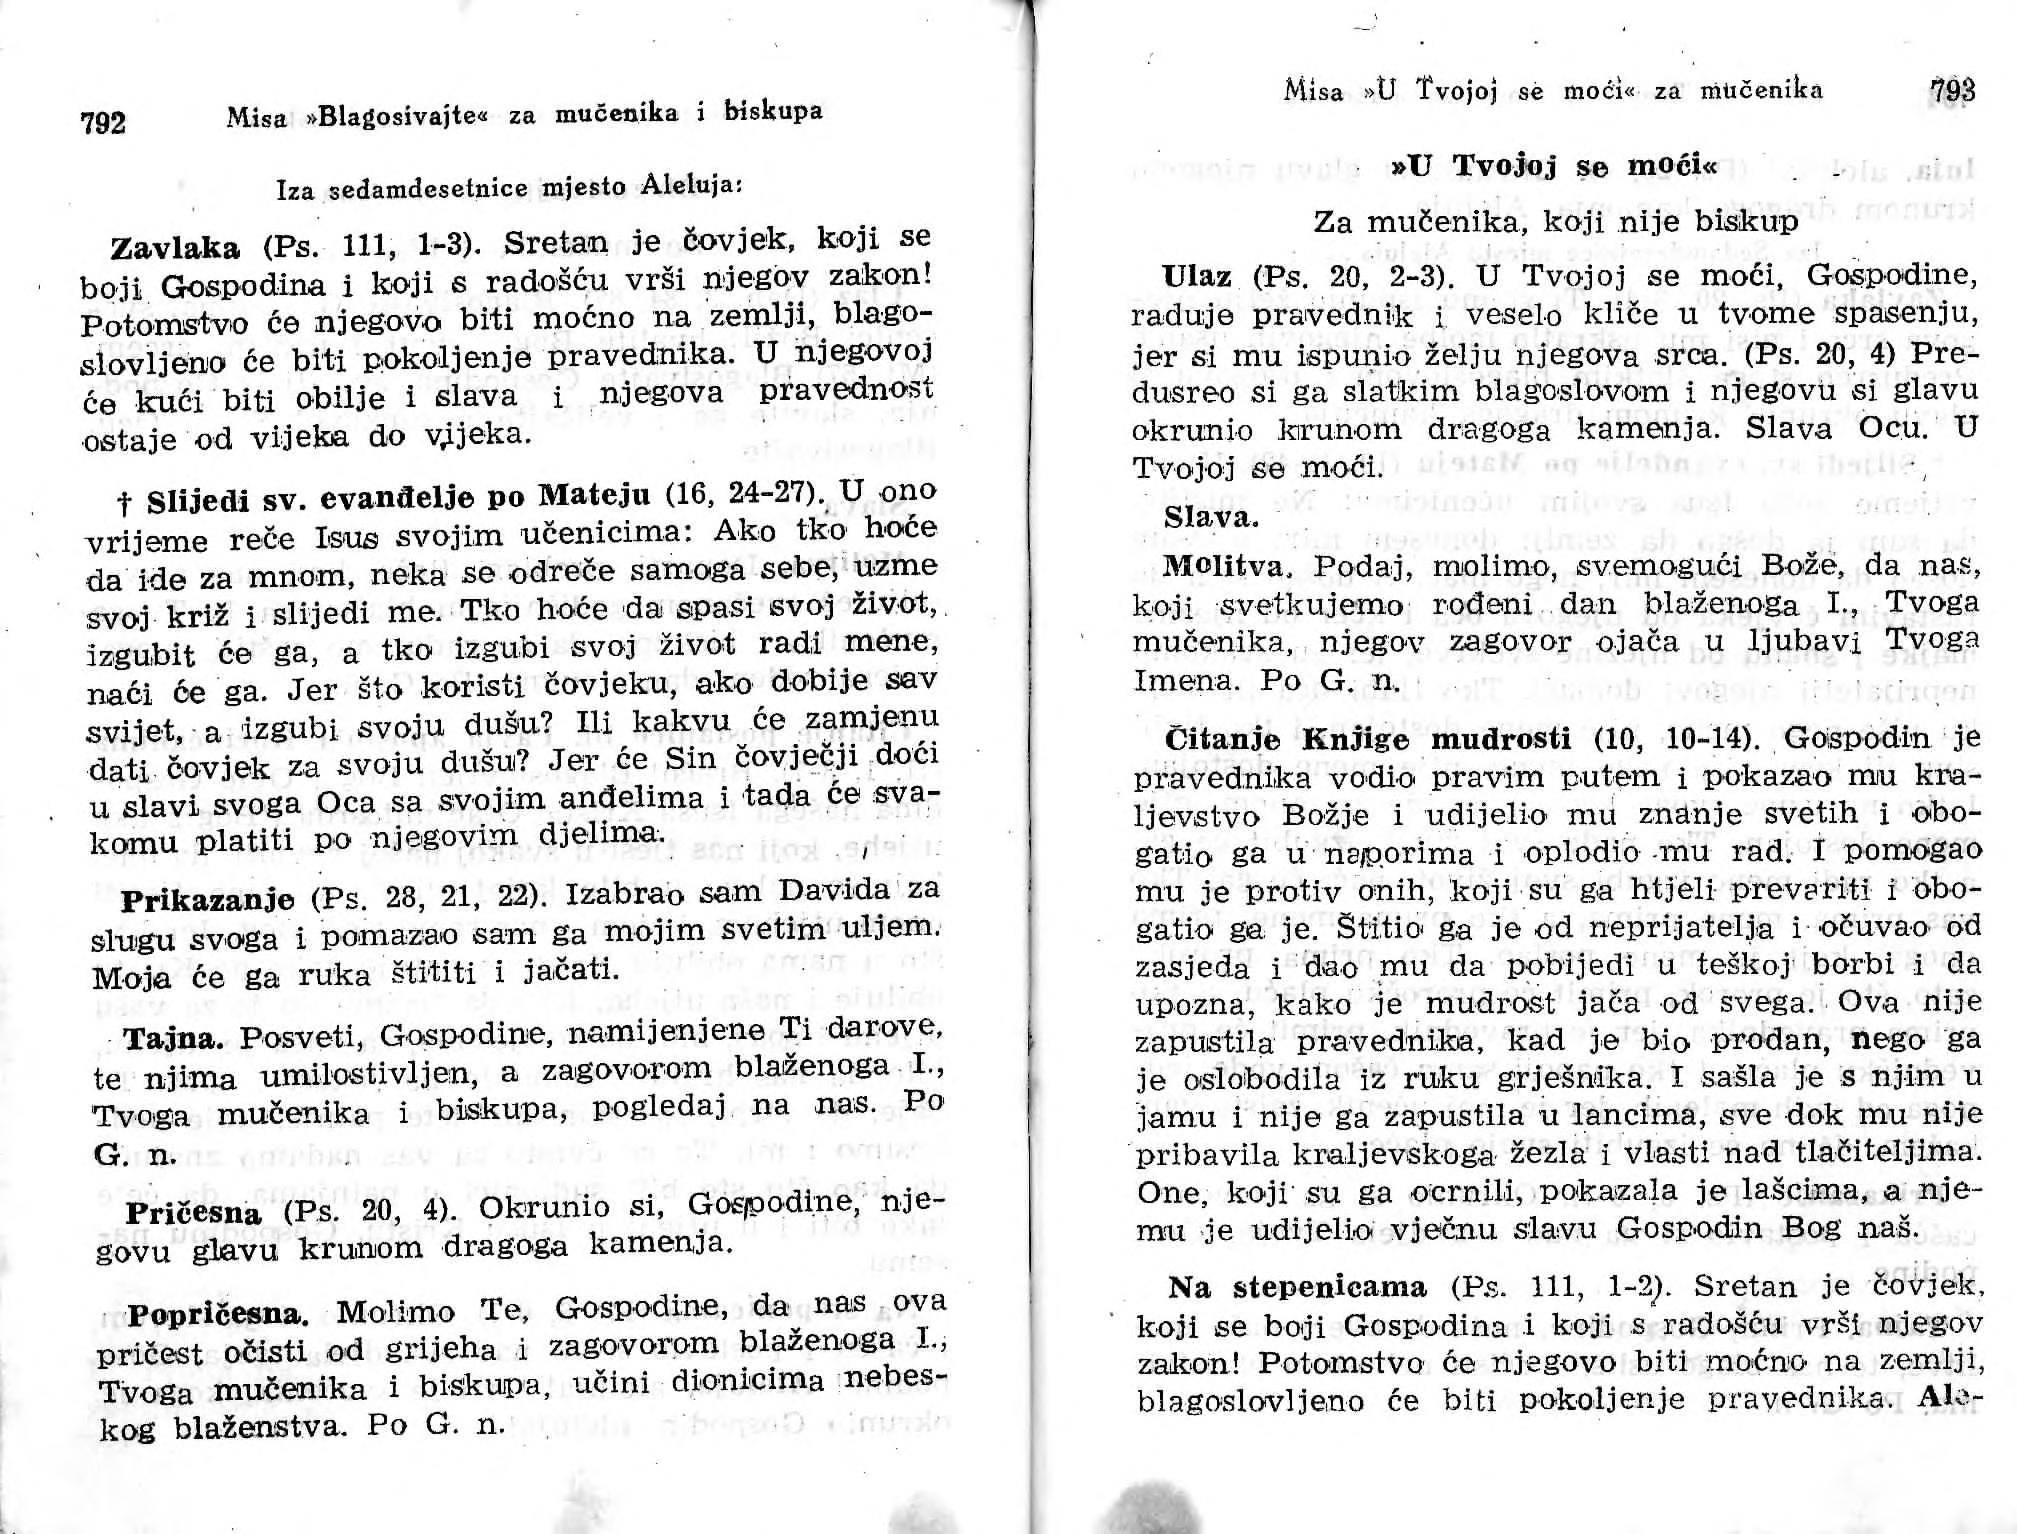 792 Misa »Blagosivajte« za mučenika i biskupa
Iza sedamdesetnice mjesto Aleluja:
Zavlaka (Ps. 111, 1-3). Sretan je čovjek, koji se
boji Gospodina i koji s radošću vrši njegov zakon!
Potomstvo će njegovo biti moćno na zemlji, blago-
slovljeno će biti pokoljenje pravednika. U njegovoj
će kući biti obilje i slava i njegova pravednost
ostaje od vijeka do vijeka.
† Slijedi sv. evanđelje po Mateju (16, 24-27). U ono
vrijeme reče Isus svojim učenicima: Ako tko hoće
da ide za mnom, neka se odreče samoga sebe, uzme
svoj križ i slijedi me. Tko hoće da spasi svoj život,
izgubit će ga, a tko izgubi svoj život radi mene,
naći će ga. Jer što koristi čovjeku, ako dobije sav
svijet, a izgubi svoju dušu? Ili kakvu će zamjenu
dati čovjek za svoju dušu? Jer će Sin čovječji doći
u slavi svoga Oca sa svojim anđelima i tada će sva-
komu platiti po njegovim djelima.
Prikazanje (Ps. 28, 21, 22). Izabrao sam Davida za
slugu svoga i pomazao sam ga mojim svetim uljem.
Moja će ga ruka štititi i jačati.
Tajna. Posveti, Gospodine, namijenjene Ti darove,
te njima umilostivljen, a zagovorom blaženoga I.,
Tvoga mučenika i biskupa, pogledaj na nas. Po
G. n.
Pričesna (Ps. 20, 4). Okrunio si, Gospodine, nje-
govu glavu krunom dragoga kamenja.
Popričesna. Molimo Te, Gospodine, da nas ova
pričest očisti od grijeha i zagovorom blaženoga I.,
Tvoga mučenika i biskupa, učini dionicima nebes-
kog blaženstva. Po G. n.
Misa »U Tvojoj se moći« za mučenika 793
»U Tvojoj se moći«
Za mučenika, koji nije biskup
Ulaz (Ps. 20, 2-3). U Tvojoj se moći, Gospodine,
raduje pravednik i veselo kliče u tvome spasenju,
jer si mu ispunio želju njegova srca. (Ps. 20, 4) Pre-
dusreo si ga slatkim blagoslovom i njegovu si glavu
okrunio krunom dragoga kamenja. Slava Ocu. U
Tvojoj se moći.
Slava.
Molitva. Podaj, molimo, svemogući Bože, da nas,
koji svetkujemo rođeni dan blaženoga I., Tvoga
mučenika, njegov zagovor ojača u ljubavi Tvoga
Imena. Po G. n.
Čitanje Knjige mudrosti (10, 10-14). Gospodin je
pravednika vodio pravim putem i pokazao mu kra-
ljevstvo Božje i udijelio mu znanje svetih i obo-
gatio ga u naporima i oplodio mu rad. I pomogao
mu je protiv onih, koji su ga htjeli prevariti i obo-
gatio ga je. Štitio ga je od neprijatelja i očuvao od
zasjeda i dao mu da pobijedi u teškoj borbi i da
upozna, kako je mudrost jača od svega. Ova nije
zapustila pravednika, kad je bio prodan, nego ga
je oslobodila iz ruku grješnika. I sašla je s njim u
jamu i nije ga zapustila u lancima, sve dok mu nije
pribavila kraljevskoga žezla i vlasti nad tlačiteljima.
One, koji su ga ocrnili, pokazala je lašcima, a nje-
mu je udijelio vječnu slavu Gospodin Bog naš.
Na stepenicama (Ps. 111, 1-2). Sretan je čovjek,
koji se boji Gospodina i koji s radošću vrši njegov
zakon! Potomstvo će njegovo biti moćno na zemlji,
blagoslovljeno će biti pokoljenje pravednika. Ale-